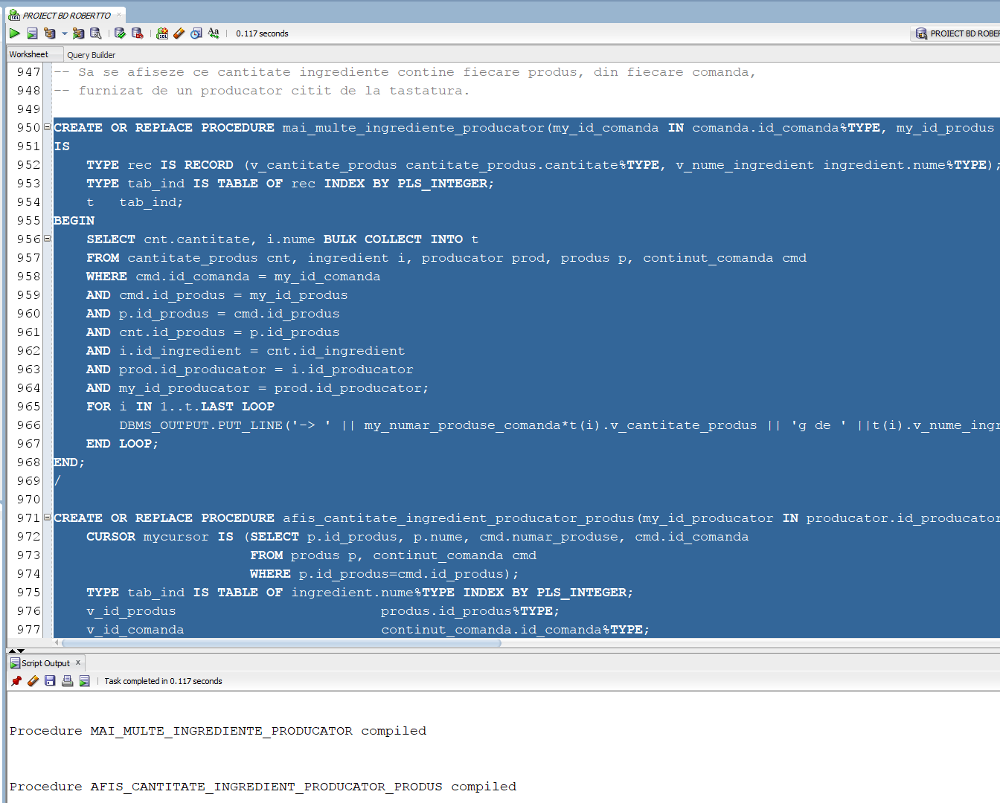 PROIECT BD ROBERTTO
0.117 seconds
PROIECT BD ROBER
Worksheet Query Builder
947 -- Sa se afiseze ce cantitate ingrediente contine fiecare produs, din fiecare comanda,
948 -- furnizat de un producator citit de la tastatura.
949
950 CREATE OR REPLACE PROCEDURE mai_multe_ingrediente_producator(my_id_comanda IN comanda.id_comanda%TYPE, my_id_produs
951 IS
952 TYPE rec IS RECORD (v_cantitate_produs cantitate_produs.cantitate%TYPE, v_nume_ingredient ingredient.nume%TYPE);
953 TYPE tab_ind IS TABLE OF rec INDEX BY PLS_INTEGER;
954 t tab_ind;
955 BEGIN
956 SELECT cnt.cantitate, i.nume BULK COLLECT INTO t
957 FROM cantitate_produs cnt, ingredient i, producator prod, produs p, continut_comanda cmd
958 WHERE cmd.id_comanda = my_id_comanda
959 AND cmd.id_produs = my_id_produs
960 AND p.id_produs = cmd.id_produs
961 AND cnt.id_produs = p.id_produs
962 AND i.id_ingredient = cnt.id_ingredient
963 AND prod.id_producator = i.id_producator
964 AND my_id_producator = prod.id_producator;
965 FOR i IN 1..t.LAST LOOP
966 DBMS_OUTPUT.PUT_LINE('-> ' || my_numar_produse_comanda*t(i).v_cantitate_produs || 'g de ' ||t(i).v_nume_ingr
967 END LOOP;
968 END;
969 /
970
971 CREATE OR REPLACE PROCEDURE afis_cantitate_ingredient_producator_produs(my_id_producator IN producator.id_producator
972 CURSOR mycursor IS (SELECT p.id_produs, p.nume, cmd.numar_produse, cmd.id_comanda
973 FROM produs p, continut_comanda cmd
974 WHERE p.id_produs=cmd.id_produs);
975 TYPE tab_ind IS TABLE OF ingredient.nume%TYPE INDEX BY PLS_INTEGER;
976 v_id_produs produs.id_produs%TYPE;
977 v_id_comanda continut_comanda.id_comanda%TYPE;
Script Output x
Task completed in 0.117 seconds
Procedure MAI_MULTE_INGREDIENTE_PRODUCATOR compiled
Procedure AFIS_CANTITATE_INGREDIENT_PRODUCATOR_PRODUS compiled